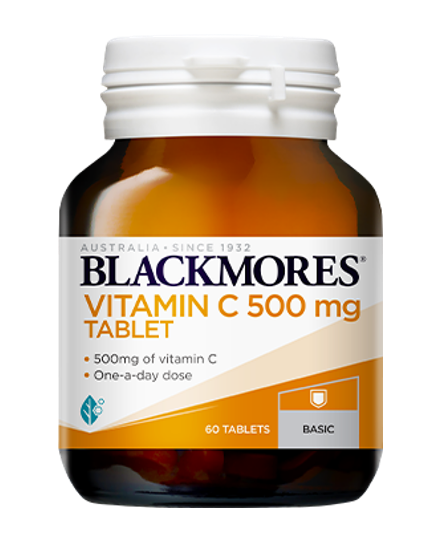 AUSTRALIA • SINCE 1932
BLACKMORES®
VITAMIN C 500 mg
TABLET
• 500mg of vitamin C
• One-a-day dose
60 TABLETS
BASIC